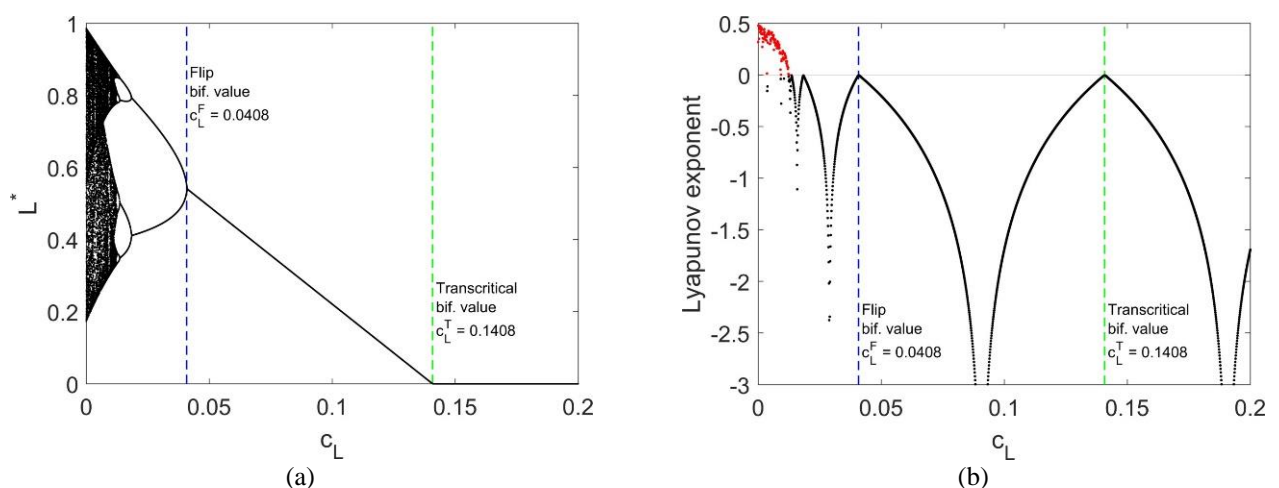 1
0.8
0.6
0.4
0.2
0
L*
Flip
bif. value
c_L^F = 0.0408
Transcritical
bif. value
c_L^T = 0.1408
0 0.05 0.1 0.15 0.2
c_L
(a)
0.5
0
-0.5
-1
-1.5
-2
-2.5
-3
Lyapunov exponent
Flip
bif. value
c_L^F = 0.0408
Transcritical
bif. value
c_L^T = 0.1408
0 0.05 0.1 0.15 0.2
c_L
(b)